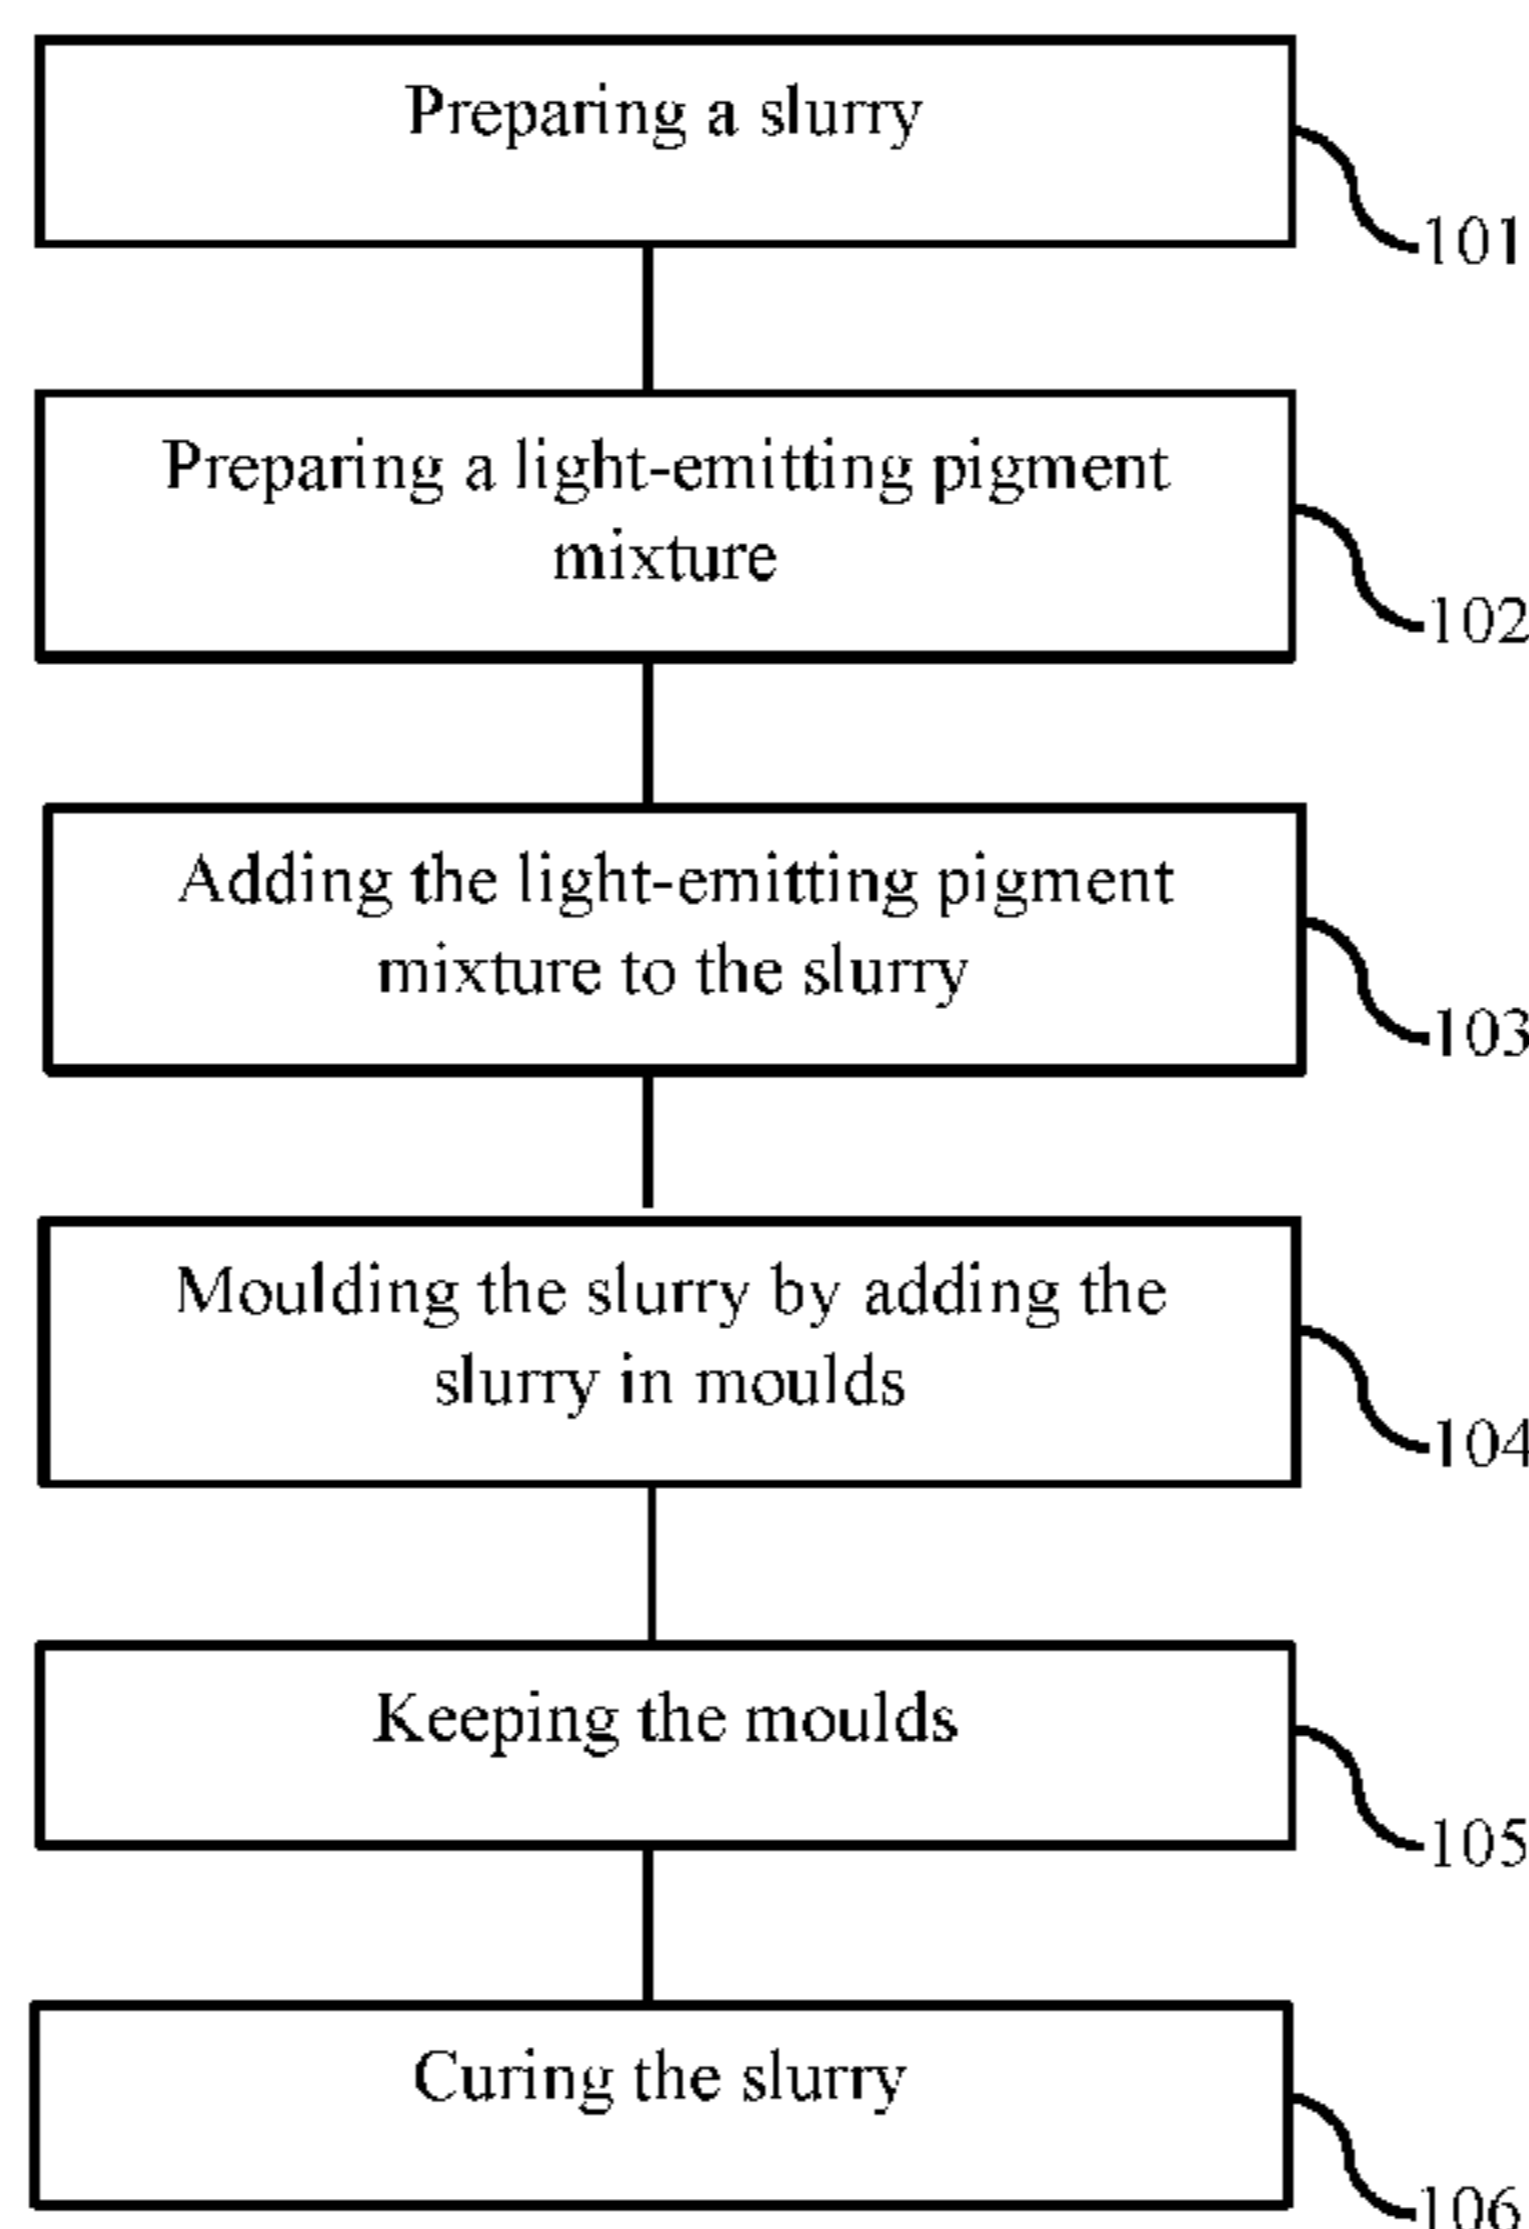 Preparing a slurry
101
Preparing a light-emitting pigment
mixture
102
Adding the light-emitting pigment
mixture to the slurry
103
Moulding the slurry by adding the
slurry in moulds
104
Keeping the moulds
105
Curing the slurry
106